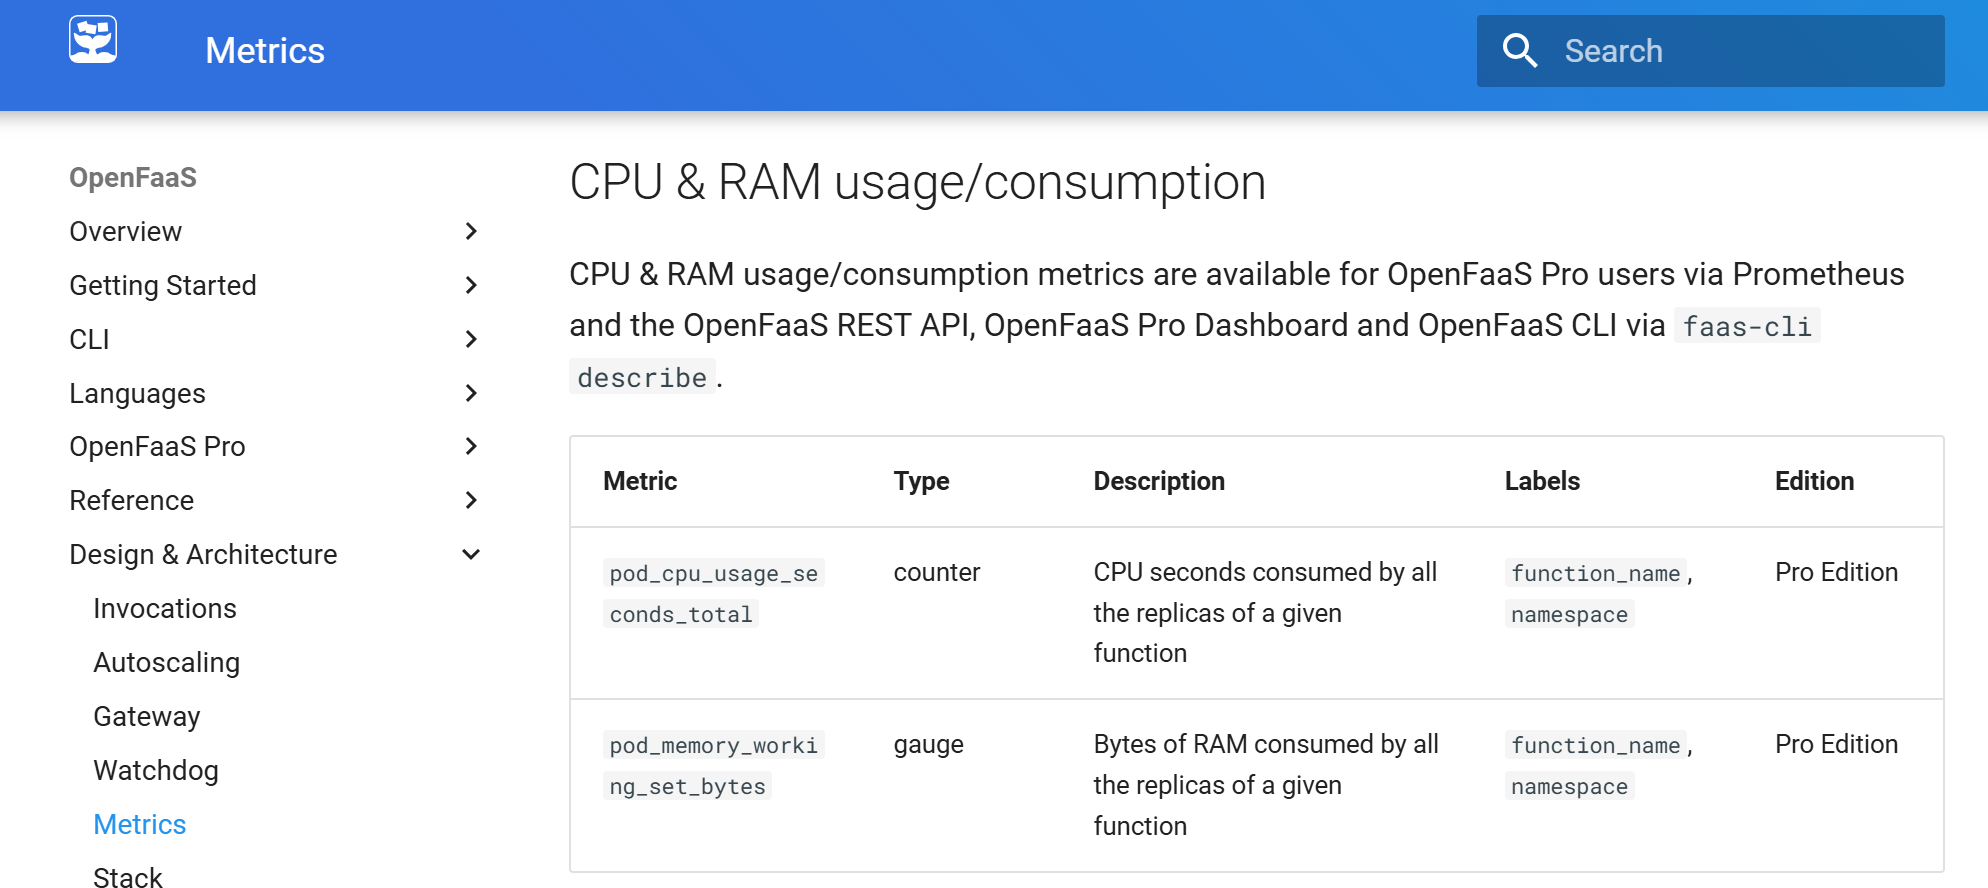 Metrics
Search
OpenFaaS
Overview
Getting Started
CLI
Languages
OpenFaaS Pro
Reference
Design & Architecture
Invocations
Autoscaling
Gateway
Watchdog
Metrics
Stack
CPU & RAM usage/consumption
CPU & RAM usage/consumption metrics are available for OpenFaaS Pro users via Prometheus
and the OpenFaaS REST API, OpenFaaS Pro Dashboard and OpenFaaS CLI via faas-cli
describe.
Metric Type Description Labels Edition
pod_cpu_usage_se counter CPU seconds consumed by all function_name, Pro Edition
conds_total the replicas of a given namespace
function
pod_memory_worki gauge Bytes of RAM consumed by all function_name, Pro Edition
ng_set_bytes the replicas of a given namespace
function